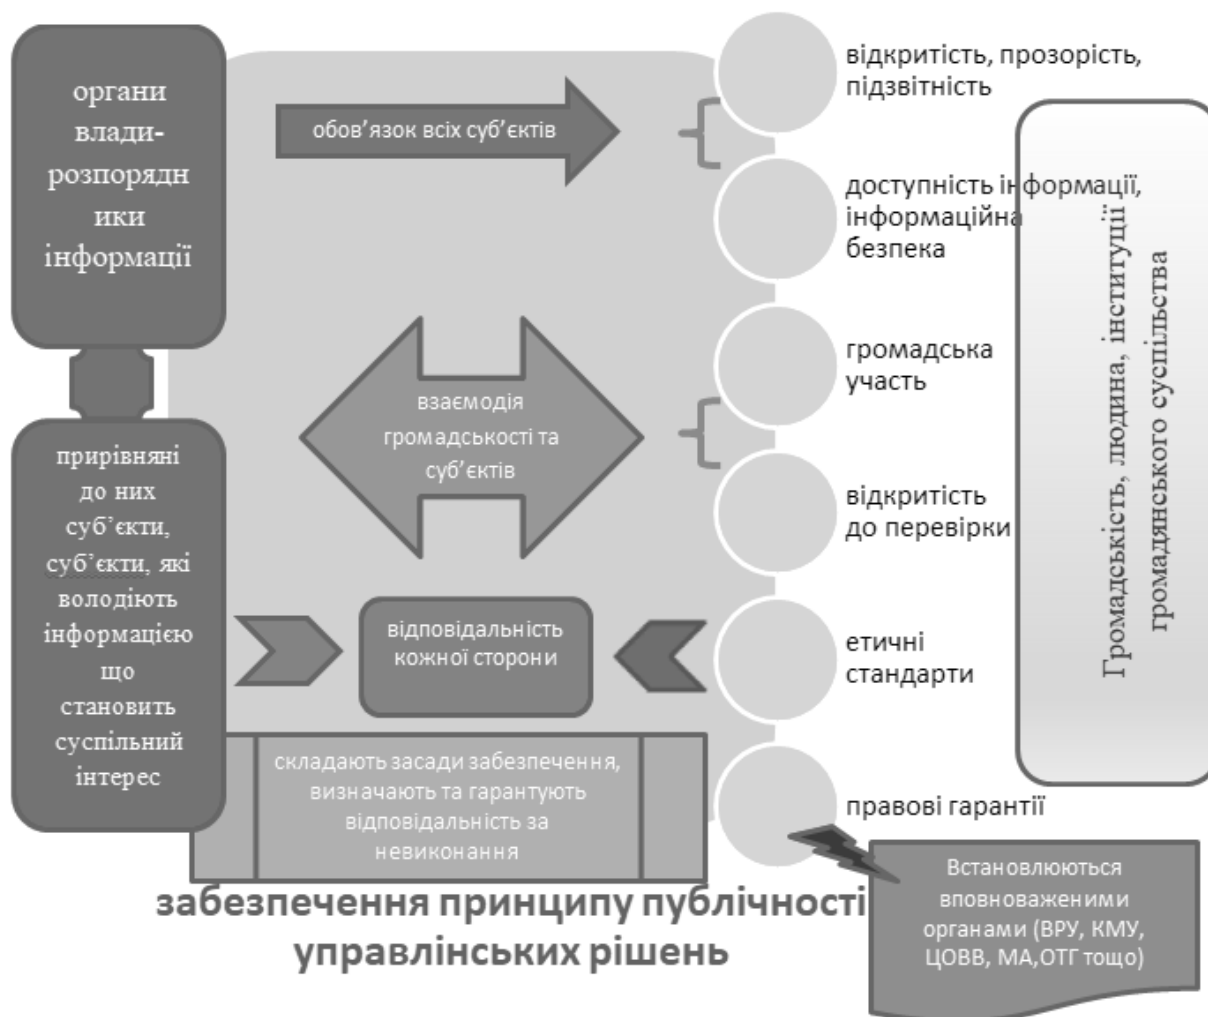 органи
влади-
розпорядн
ики
інформації
прирівняні
до них
суб’єкти,
суб’єкти, які
володіють
інформацією
що
становить
суспільний
інтерес
обов’язок всіх суб’єктів
взаємодія
громадськості та
суб’єктів
відповідальність
кожної сторони
складають засади забезпечення,
визначають та гарантують
відповідальність за
невиконання
відкритість, прозорість,
підзвітність
доступність інформації,
інформаційна
безпека
громадська
участь
відкритість
до перевірки
етичні
стандарти
правові гарантії
Громадськість, людина, інституції
громадянського суспільства
Встановлюються
вповноваженими
органами (ВРУ, КМУ,
ЦОВВ, МА,ОТГ тощо)
забезпечення принципу публічності
управлінських рішень